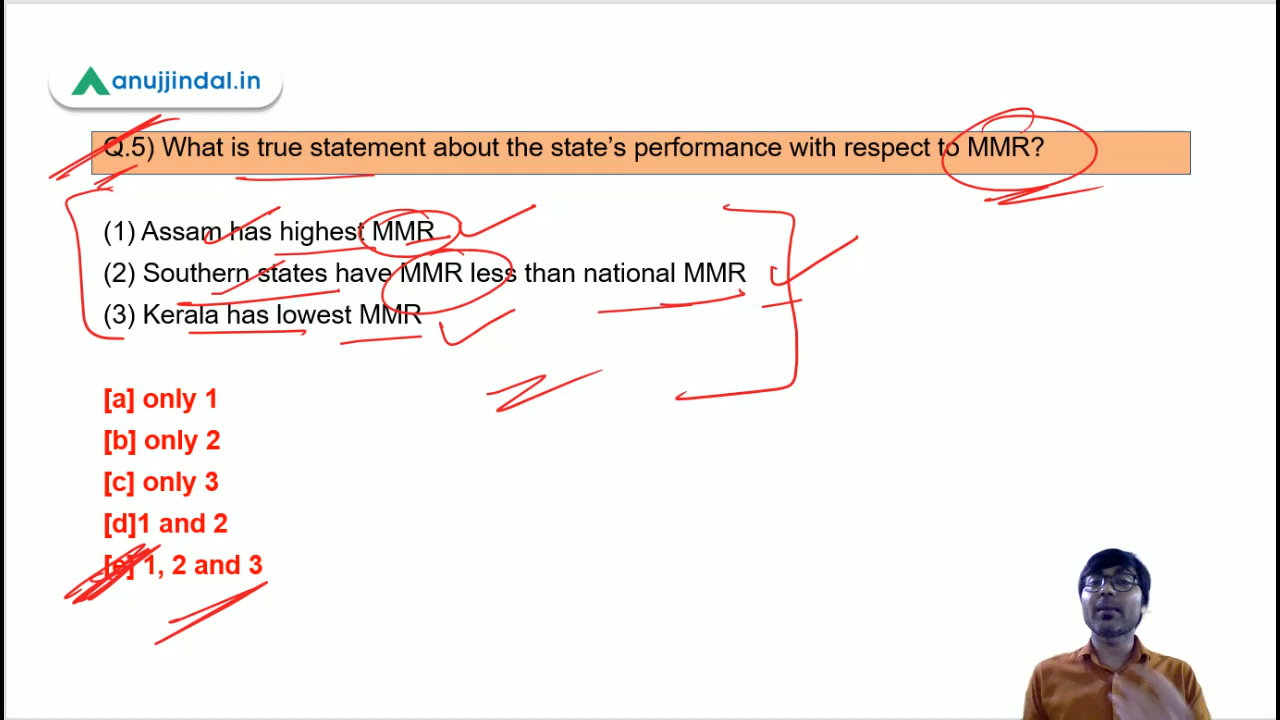 anujjindal.in
Q.5) What is true statement about the state's performance with respect to MMR?
(1) Assam has highest MMR
(2) Southern states have MMR less than national MMR
(3) Kerala has lowest MMR
[a] only 1
[b] only 2
[c] only 3
[d]1 and 2
[e] 1, 2 and 3